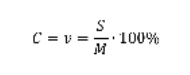 C = v = S/M · 100%